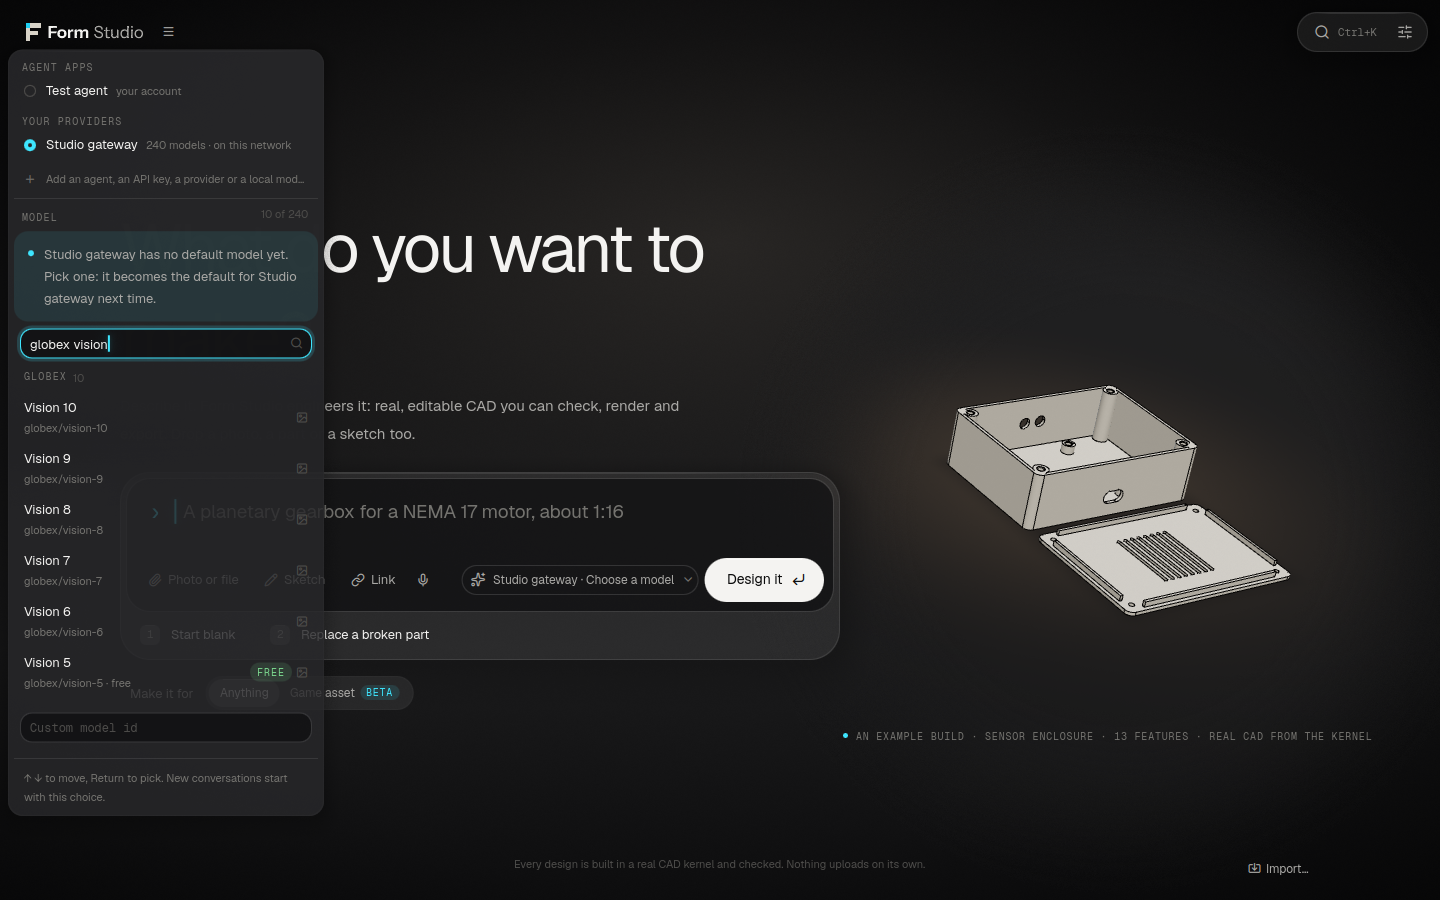 Form Studio
Ctrl+K
AGENT APPS
Test agent your account
YOUR PROVIDERS
Studio gateway 240 models · on this network
+ Add an agent, an API key, a provider or a local mod...
MODEL 10 of 240
Studio gateway has no default model yet.
Pick one: it becomes the default for Studio
gateway next time.
globex vision
GLOBEX 10
Vision 10
globex/vision-10
Vision 9
globex/vision-9
Vision 8
globex/vision-8
Vision 7
globex/vision-7
Vision 6
globex/vision-6
Vision 5
globex/vision-5 · free
FREE
Custom model id
↑↓ to move, Return to pick. New conversations start
with this choice.
o you want to
eers it: real, editable CAD you can check, render and
a sketch too.
A planetary gearbox for a NEMA 17 motor, about 1:16
Photo or file Sketch Link Studio gateway · Choose a model Design it
1 Start blank 2 Replace a broken part
Make it for Anything Game asset BETA
AN EXAMPLE BUILD · SENSOR ENCLOSURE · 13 FEATURES · REAL CAD FROM THE KERNEL
Every design is built in a real CAD kernel and checked. Nothing uploads on its own.
Import...